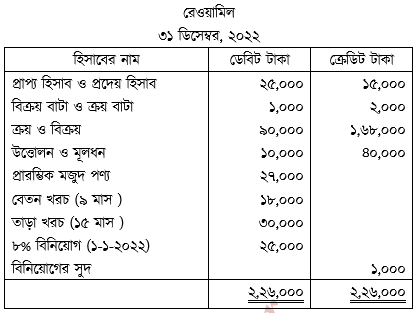 রেওয়ামিল
৩১ ডিসেম্বর, ২০২২
হিসাবের নাম ডেবিট টাকা ক্রেডিট টাকা
প্রাপ্য হিসাব ও প্রদেয় হিসাব ২৫,০০০ ১৫,০০০
বিক্রয় বাটা ও ক্রয় বাটা ১,০০০ ২,০০০
ক্রয় ও বিক্রয় ৯০,০০০ ১,৬৮,০০০
উত্তোলন ও মূলধন ১০,০০০ ৪০,০০০
প্রারম্ভিক মজুদ পণ্য ২৭,০০০
বেতন খরচ (৯ মাস ) ১৮,০০০
ভাড়া খরচ (১৫ মাস ) ৩০,০০০
৮% বিনিয়োগ (১-১-২০২২) ২৫,০০০
বিনিয়োগের সুদ ১,০০০
২,২৬,০০০ ২,২৬,০০০